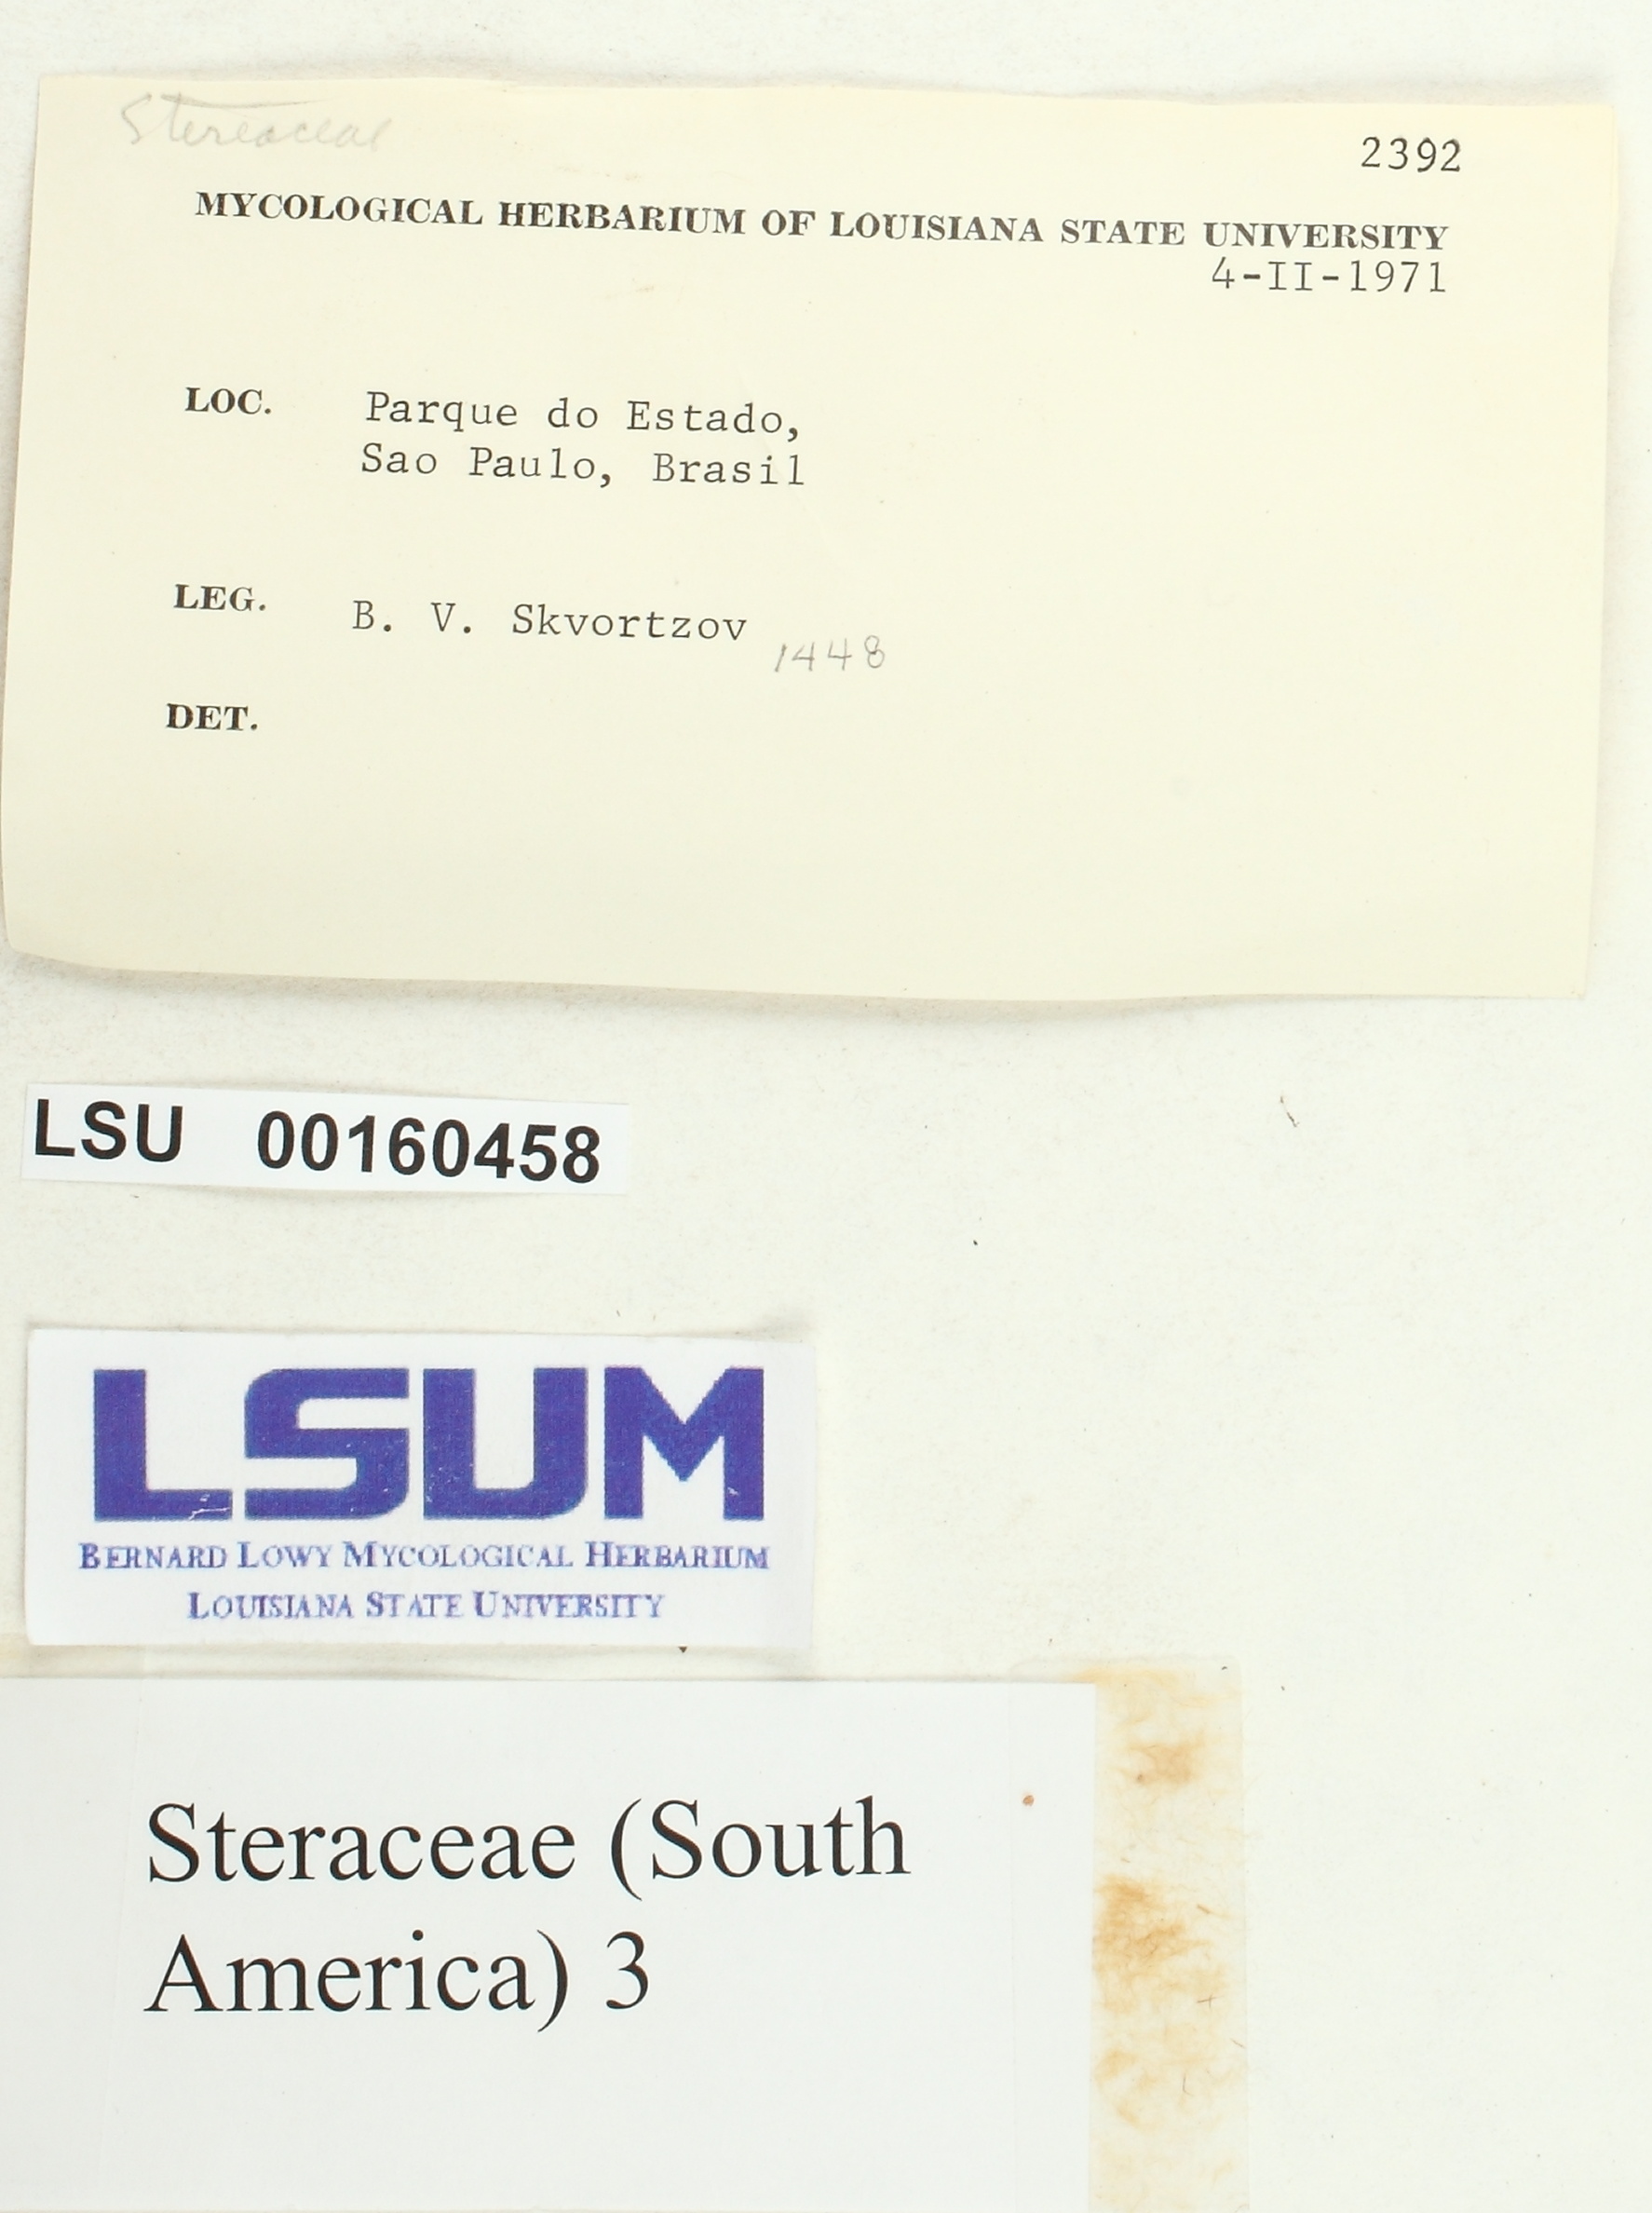 Stereaceae
2392
MYCOLOGICAL HERBARIUM OF LOUISIANA STATE UNIVERSITY
4-II-1971
LOC. Parque do Estado,
Sao Paulo, Brasil
LEG. B. V. Skvortzov 1448
DET.
LSU 00160458
LSUM
BERNARD LOWY MYCOLOGICAL HERBARIUM
LOUISIANA STATE UNIVERSITY
Steraceae (South
America) 3